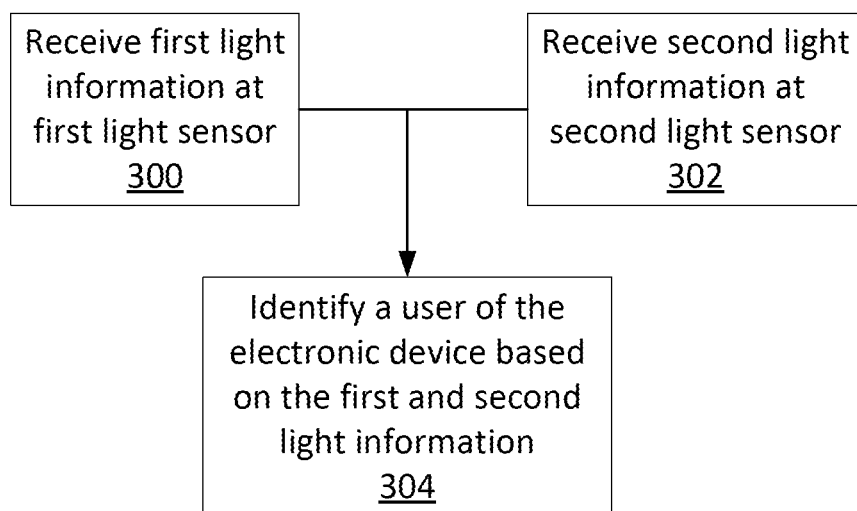 Receive first light
information at
first light sensor
300
Receive second light
information at
second light sensor
302
Identify a user of the
electronic device based
on the first and second
light information
304